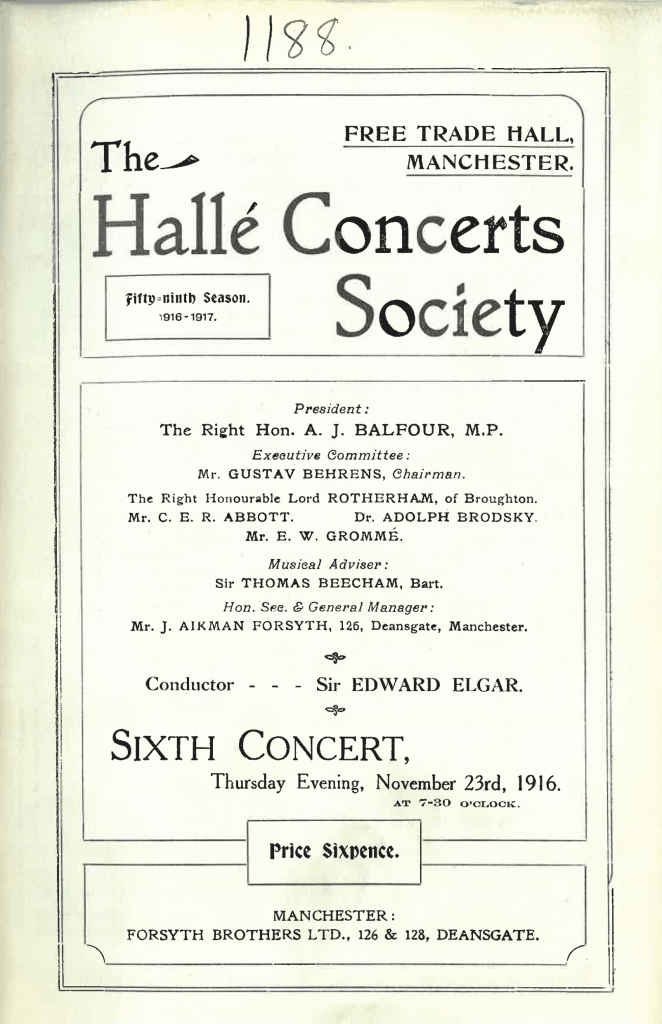 1188.
FREE TRADE HALL,
MANCHESTER.
The
Hallé Concerts
Society
Fifty-ninth Season.
1916-1917.
President:
The Right Hon. A. J. BALFOUR, M.P.
Executive Committee:
Mr. GUSTAV BEHRENS, Chairman.
The Right Honourable Lord ROTHERHAM, of Broughton.
Mr. C. E. R. ABBOTT. Dr. ADOLPH BRODSKY.
Mr. E. W. GROMMÉ.
Musical Adviser:
Sir THOMAS BEECHAM, Bart.
Hon. Sec. & General Manager:
Mr. J. AIKMAN FORSYTH, 126, Deansgate, Manchester.
Conductor - - - Sir EDWARD ELGAR.
SIXTH CONCERT,
Thursday Evening, November 23rd, 1916.
AT 7-30 O'CLOCK.
Price Sixpence.
MANCHESTER:
FORSYTH BROTHERS LTD., 126 & 128, DEANSGATE.